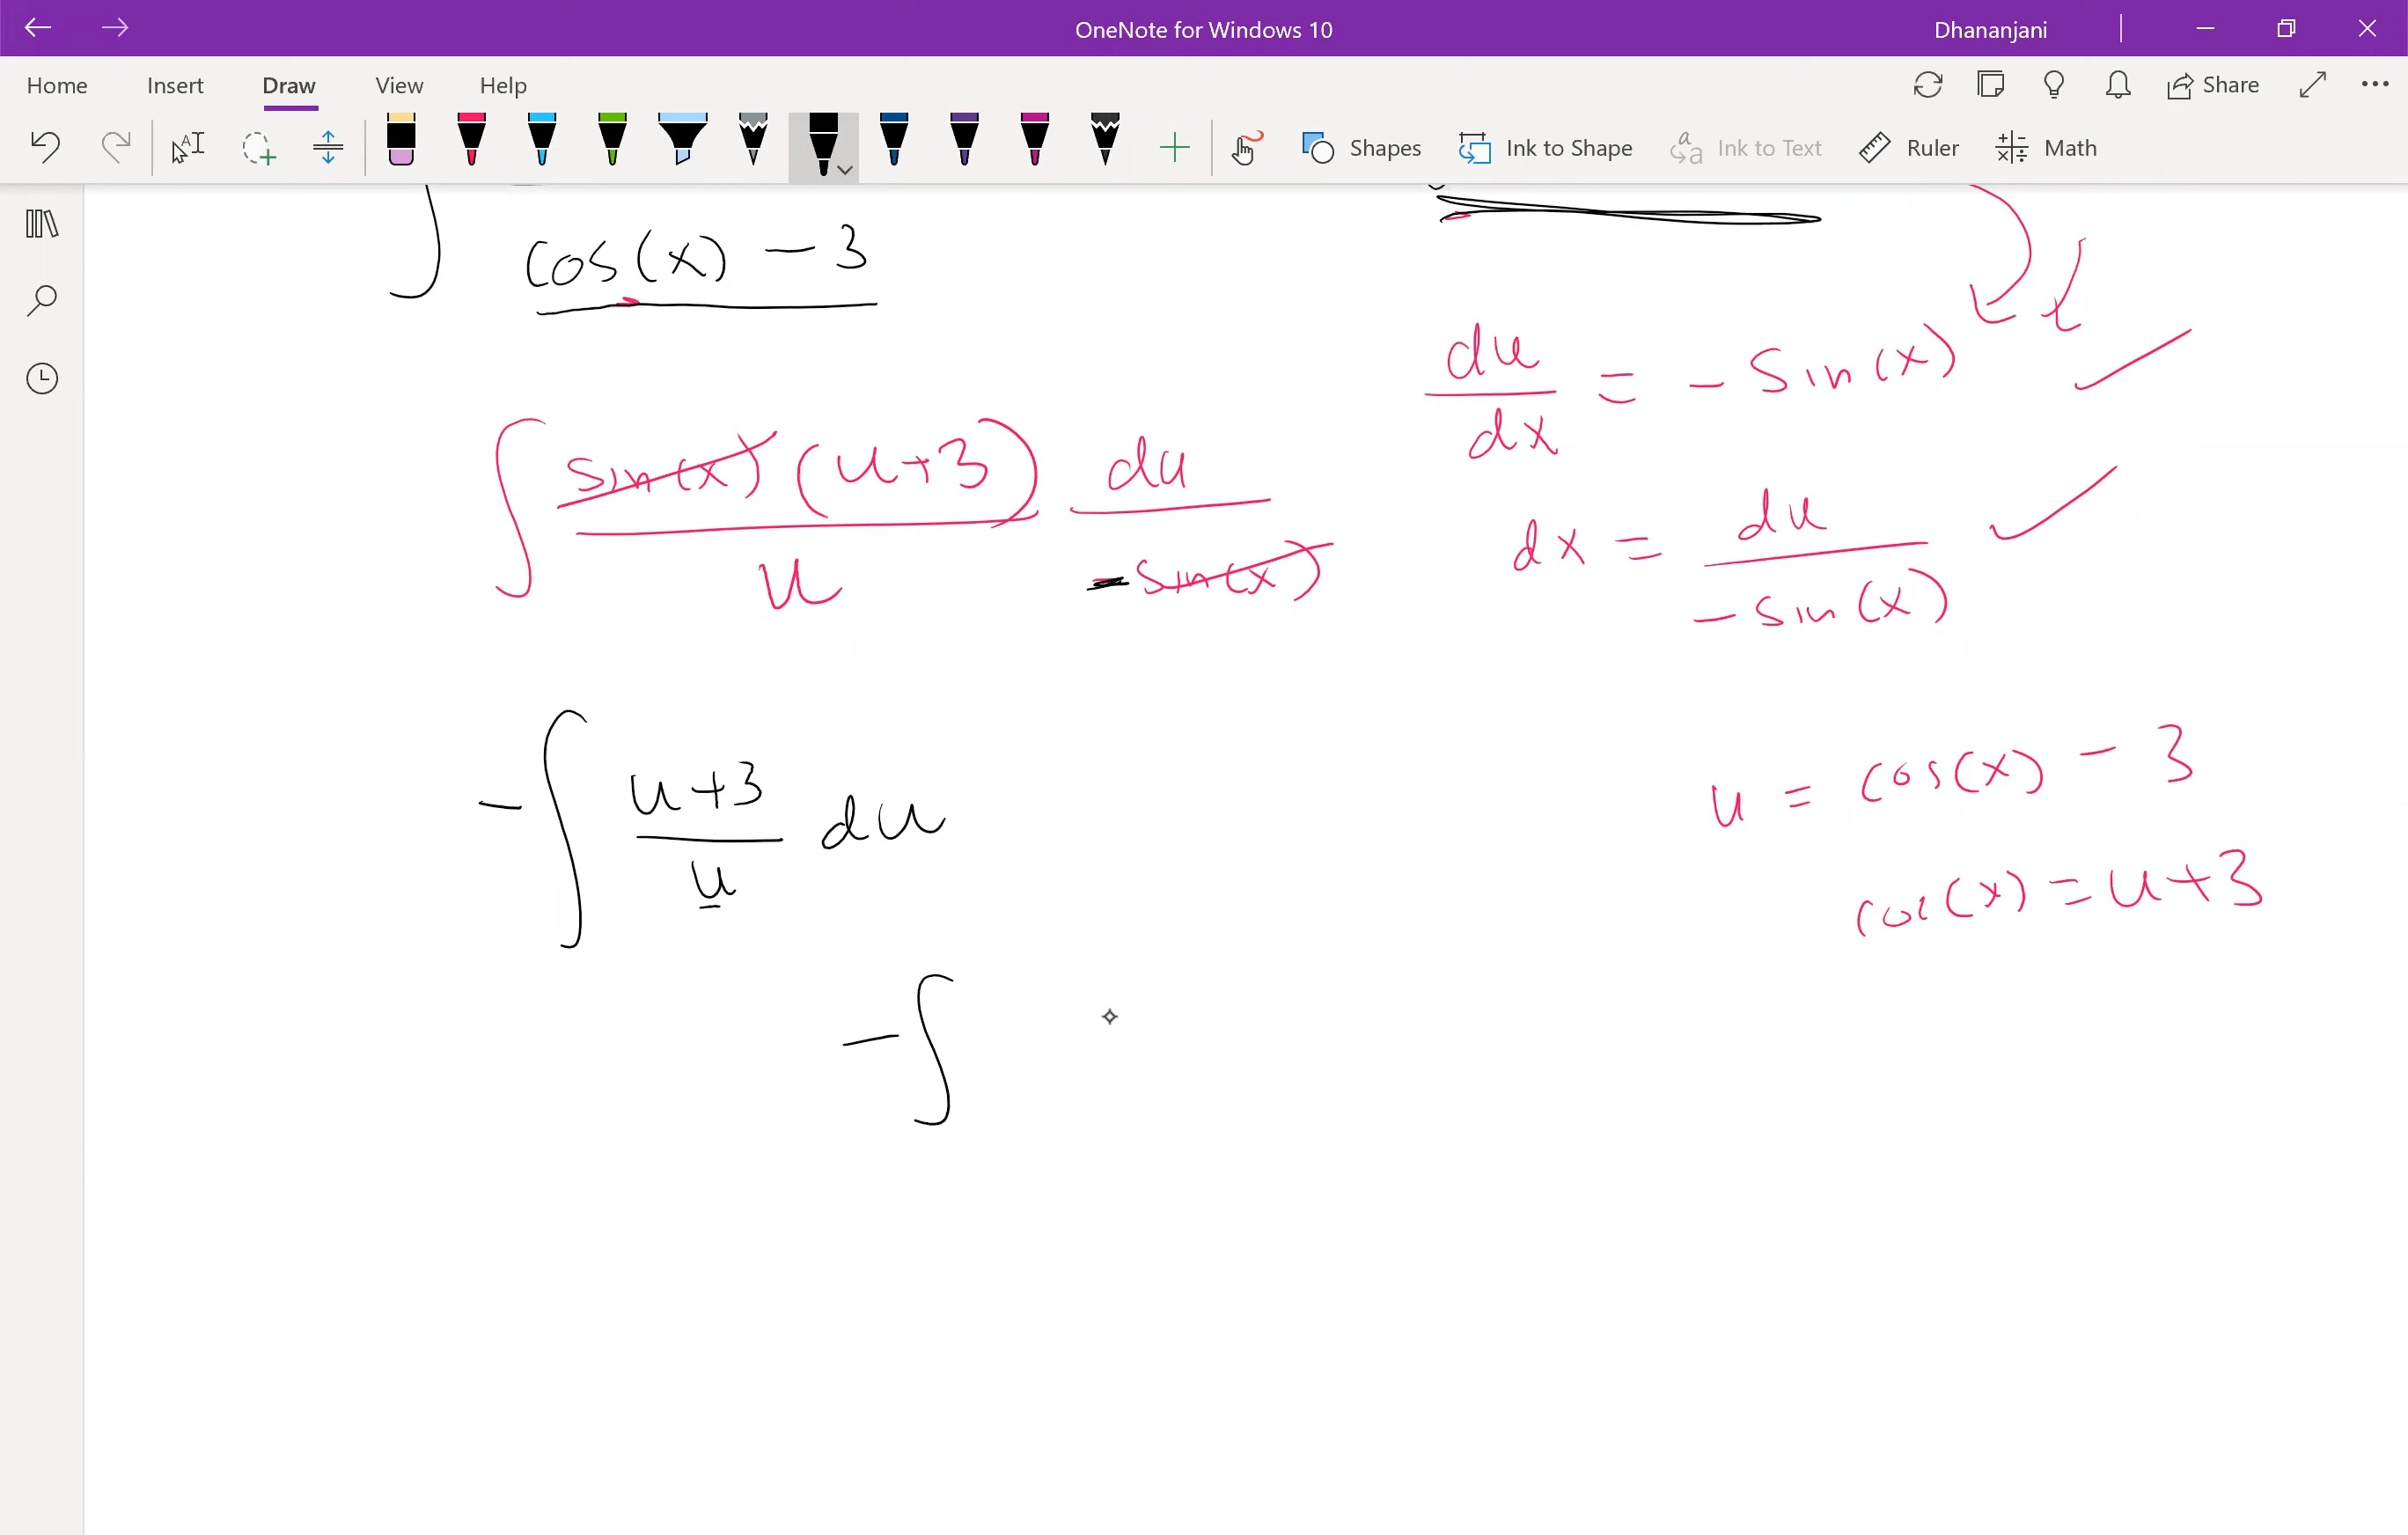 OneNote for Windows 10 Dhananjani
Home Insert Draw View Help Share
Shapes Ink to Shape Ink to Text Ruler Math
∫ cos(x) - 3
du/dx = - sin(x)
∫ sin(x) (u+3) / u du / - sin(x)
dx = du / - sin(x)
- ∫ u+3 / u du
u = cos(x) - 3
cos(x) = u+3
- ∫